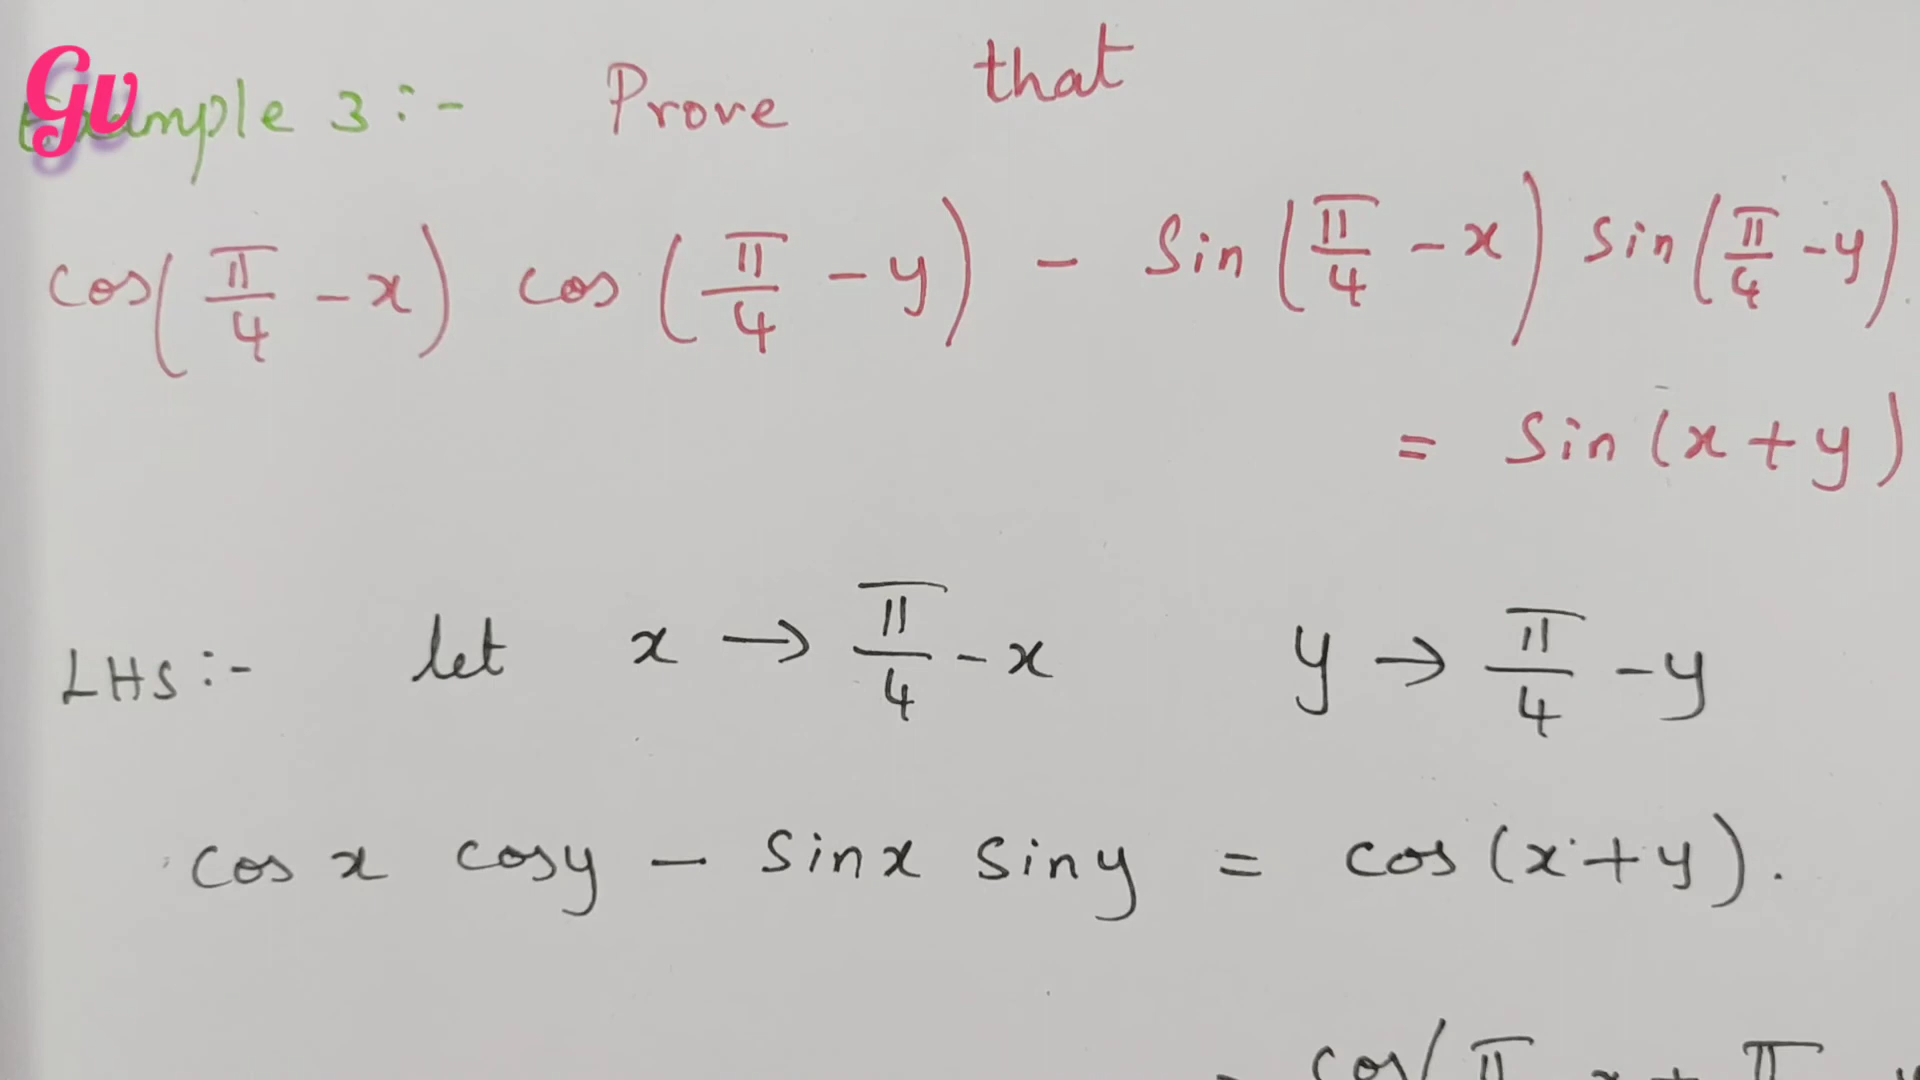 Gv
Example 3:- Prove that
cos(π/4 - x) cos(π/4 - y) - Sin(π/4 - x) Sin(π/4 - y)
= Sin(x + y)
LHS:- let x → π/4 - x y → π/4 - y
cos x cosy - Sinx Siny = cos(x+y).